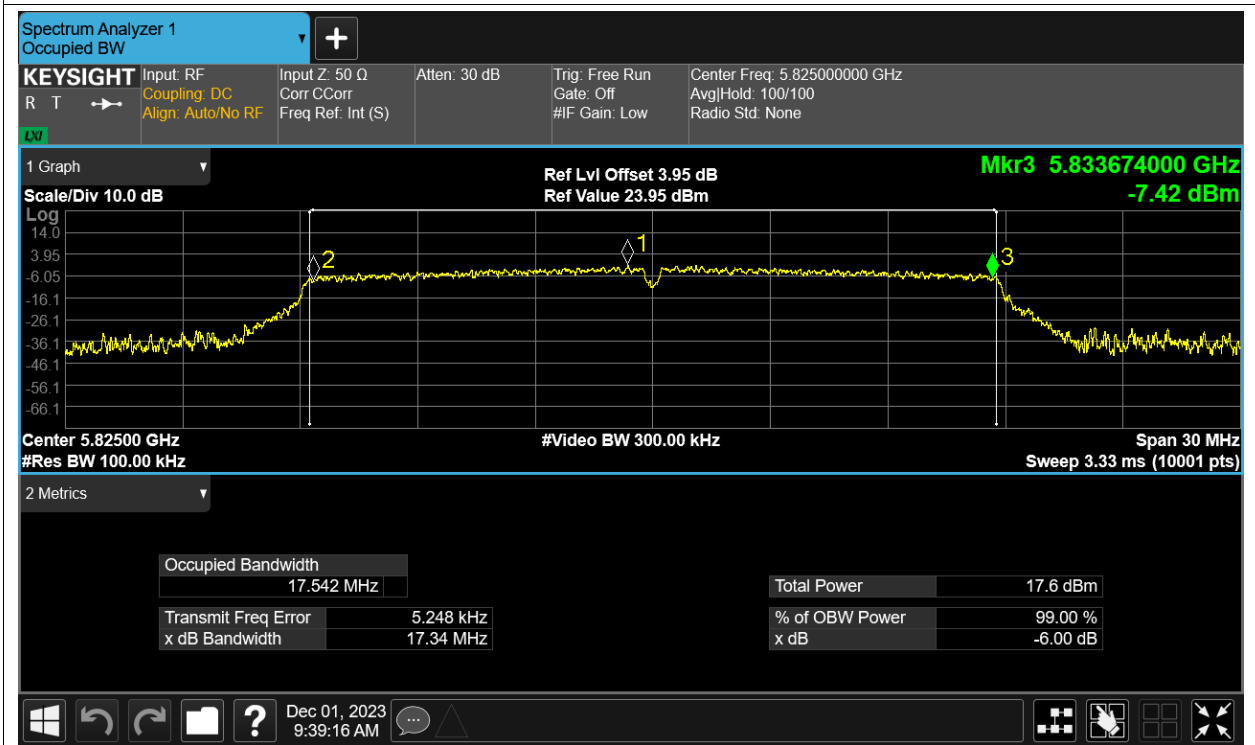 Spectrum Analyzer 1
Occupied BW
+
KEYSIGHT Input: RF Input Z: 50 Ω Atten: 30 dB Trig: Free Run Center Freq: 5.825000000 GHz
R T Coupling: DC Corr CCorr Gate: Off Avg|Hold: 100/100
Align: Auto/No RF Freq Ref: Int (S) #IF Gain: Low Radio Std: None
LXI
1 Graph Ref Lvl Offset 3.95 dB Mkr3 5.833674000 GHz
Scale/Div 10.0 dB Ref Value 23.95 dBm -7.42 dBm
Log
14.0
1
3.95
2 3
-6.05
-16.1
-26.1
-36.1
-46.1
-56.1
-66.1
Center 5.82500 GHz #Video BW 300.00 kHz Span 30 MHz
#Res BW 100.00 kHz Sweep 3.33 ms (10001 pts)
2 Metrics
Occupied Bandwidth
17.542 MHz Total Power 17.6 dBm
Transmit Freq Error 5.248 kHz % of OBW Power 99.00 %
x dB Bandwidth 17.34 MHz x dB -6.00 dB
? Dec 01, 2023
9:39:16 AM